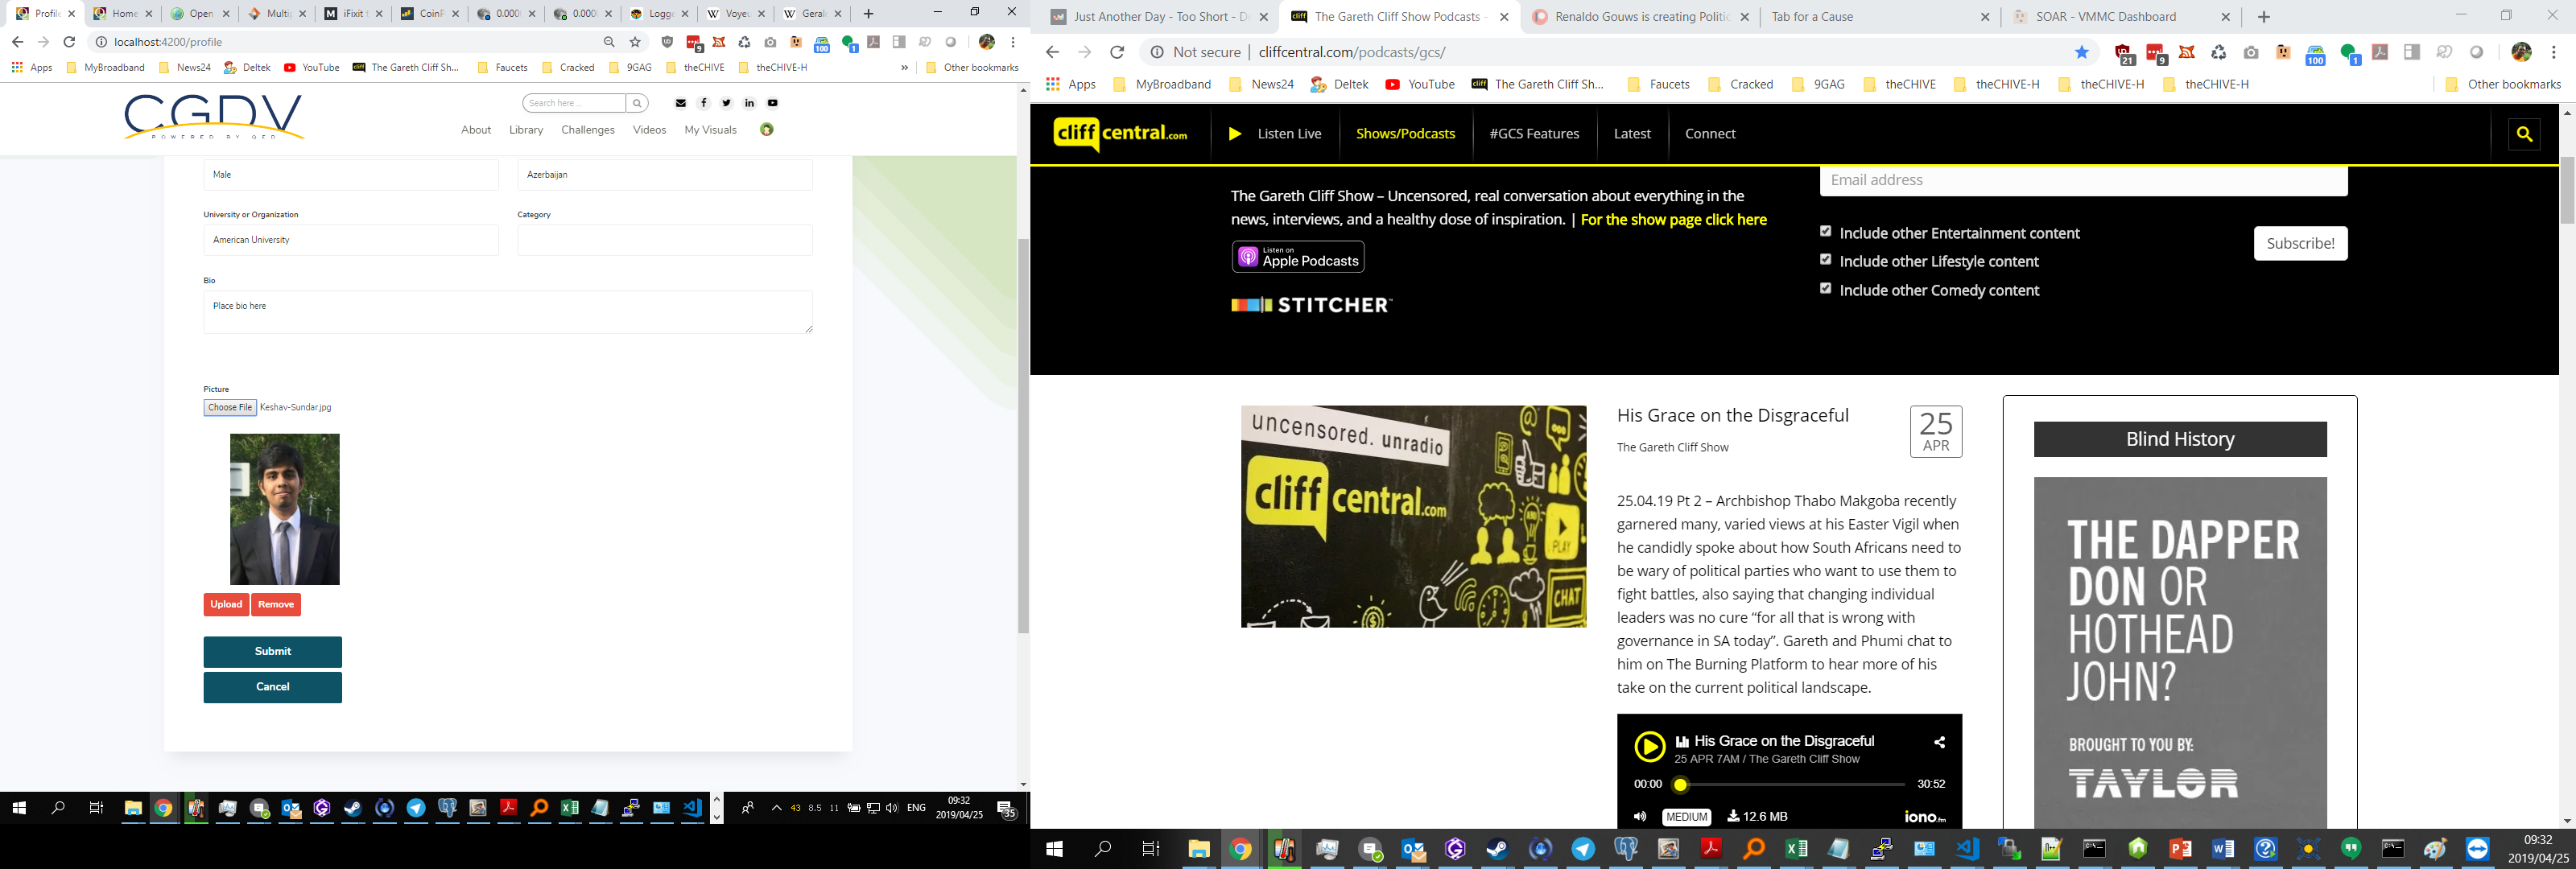 Profile
Home
Open
Multip
iFixit t
CoinP
0.000
0.000
Logge
Voyeu
Geral
localhost:4200/profile
Apps
MyBroadband
News24
Deltek
YouTube
The Gareth Cliff Sh...
Faucets
Cracked
9GAG
theCHIVE
theCHIVE-H
»
Other bookmarks
CGDV
POWERED BY GED
Search here ...
About
Library
Challenges
Videos
My Visuals
Male
Azerbaijan
University or Organization
Category
American University
Bio
Place bio here
Picture
Choose File Keshav-Sundar.jpg
Upload
Remove
Submit
Cancel
43 8.5 11
ENG
09:32
2019/04/25
35
Just Another Day - Too Short - D
The Gareth Cliff Show Podcasts -
Renaldo Gouws is creating Politic
Tab for a Cause
SOAR - VMMC Dashboard
Not secure | cliffcentral.com/podcasts/gcs/
21
9
100
1
Apps
MyBroadband
News24
Deltek
YouTube
The Gareth Cliff Sh...
Faucets
Cracked
9GAG
theCHIVE
theCHIVE-H
theCHIVE-H
theCHIVE-H
Other bookmarks
cliffcentral.com
Listen Live
Shows/Podcasts
#GCS Features
Latest
Connect
The Gareth Cliff Show – Uncensored, real conversation about everything in the
news, interviews, and a healthy dose of inspiration. | For the show page click here
Listen on
Apple Podcasts
STITCHER
Email address
Include other Entertainment content
Include other Lifestyle content
Include other Comedy content
Subscribe!
uncensored. unradio
cliffcentral.com
AND
PLAY
CHAT
His Grace on the Disgraceful
The Gareth Cliff Show
25
APR
25.04.19 Pt 2 – Archbishop Thabo Makgoba recently
garnered many, varied views at his Easter Vigil when
he candidly spoke about how South Africans need to
be wary of political parties who want to use them to
fight battles, also saying that changing individual
leaders was no cure “for all that is wrong with
governance in SA today”. Gareth and Phumi chat to
him on The Burning Platform to hear more of his
take on the current political landscape.
His Grace on the Disgraceful
25 APR 7AM / The Gareth Cliff Show
00:00
30:52
MEDIUM
12.6 MB
iono.fm
Blind History
THE DAPPER
DON OR
HOTHEAD
JOHN?
BROUGHT TO YOU BY:
TAYLOR
09:32
2019/04/25